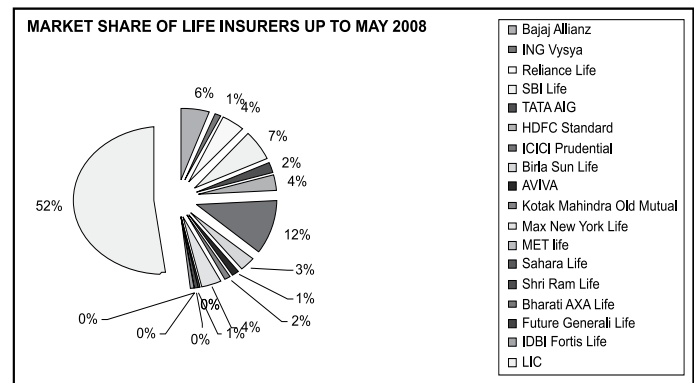 MARKET SHARE OF LIFE INSURERS UP TO MAY 2008
6%
1%
4%
7%
2%
4%
12%
3%
1%
2%
4%
1%
0%
0%
0%
0%
0%
52%
Bajaj Allianz
ING Vysya
Reliance Life
SBI Life
TATA AIG
HDFC Standard
ICICI Prudential
Birla Sun Life
AVIVA
Kotak Mahindra Old Mutual
Max New York Life
MET life
Sahara Life
Shri Ram Life
Bharati AXA Life
Future Generali Life
IDBI Fortis Life
LIC